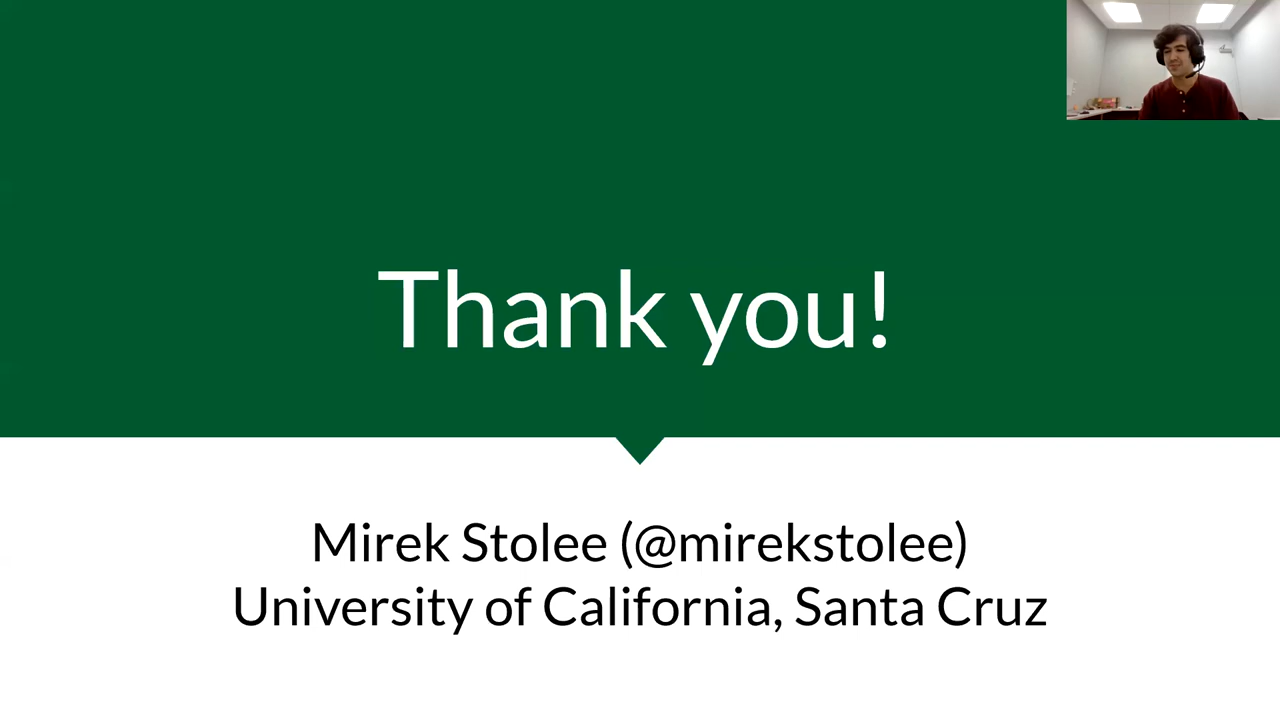 Thank you!
Mirek Stolee (@mirekstolee)
University of California, Santa Cruz